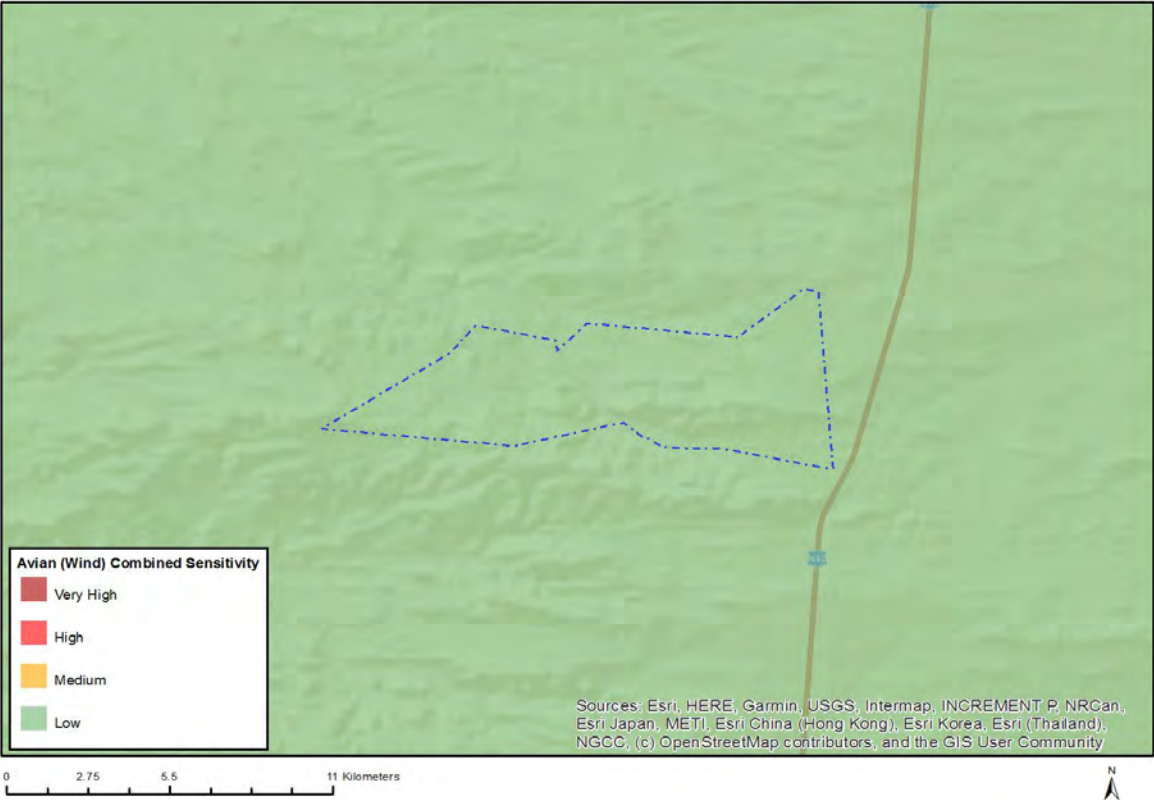 Avian (Wind) Combined Sensitivity
Very High
High
Medium
Low
Sources: Esri, HERE, Garmin, USGS, Intermap, INCREMENT P, NRCan,
Esri Japan, METI, Esri China (Hong Kong), Esri Korea, Esri (Thailand),
NGCC, (c) OpenStreetMap contributors, and the GIS User Community
0 2.75 5.5 11 Kilometers
N